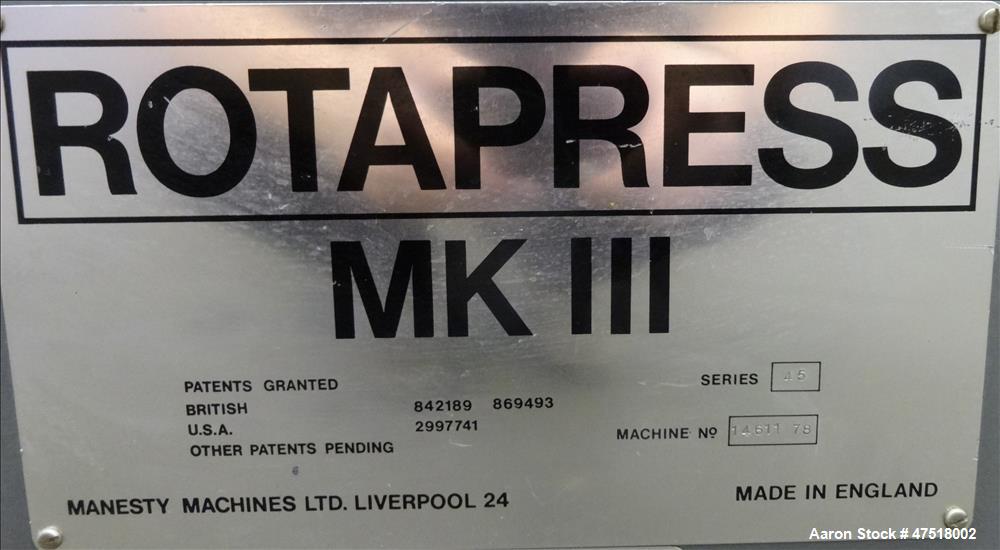 ROTAPRESS
MK III
PATENTS GRANTED
BRITISH 842189 869493
U.S.A. 2997741
OTHER PATENTS PENDING
SERIES 45
MACHINE Nº 14611 78
MANESTY MACHINES LTD. LIVERPOOL 24
MADE IN ENGLAND
Aaron Stock # 47518002